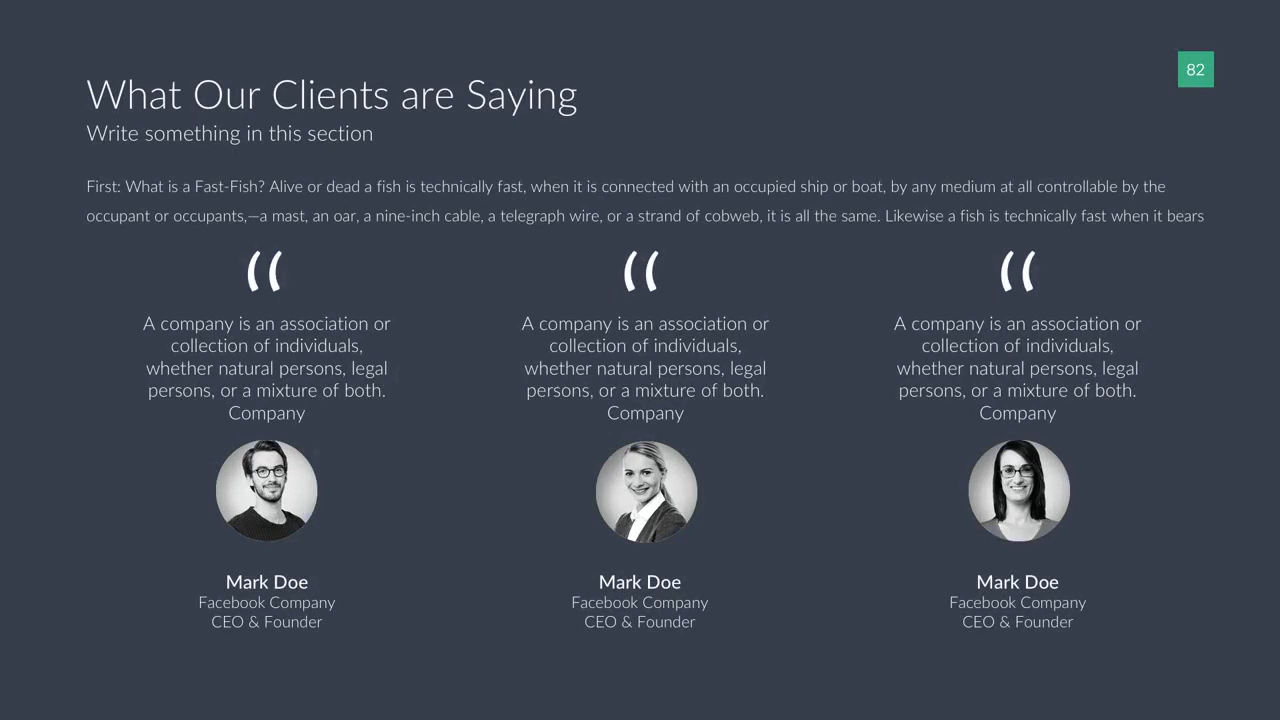 82
What Our Clients are Saying
Write something in this section
First: What is a Fast-Fish? Alive or dead a fish is technically fast, when it is connected with an occupied ship or boat, by any medium at all controllable by the
occupant or occupants,—a mast, an oar, a nine-inch cable, a telegraph wire, or a strand of cobweb, it is all the same. Likewise a fish is technically fast when it bears
“
A company is an association or
collection of individuals,
whether natural persons, legal
persons, or a mixture of both.
Company
Mark Doe
Facebook Company
CEO & Founder
“
A company is an association or
collection of individuals,
whether natural persons, legal
persons, or a mixture of both.
Company
Mark Doe
Facebook Company
CEO & Founder
“
A company is an association or
collection of individuals,
whether natural persons, legal
persons, or a mixture of both.
Company
Mark Doe
Facebook Company
CEO & Founder